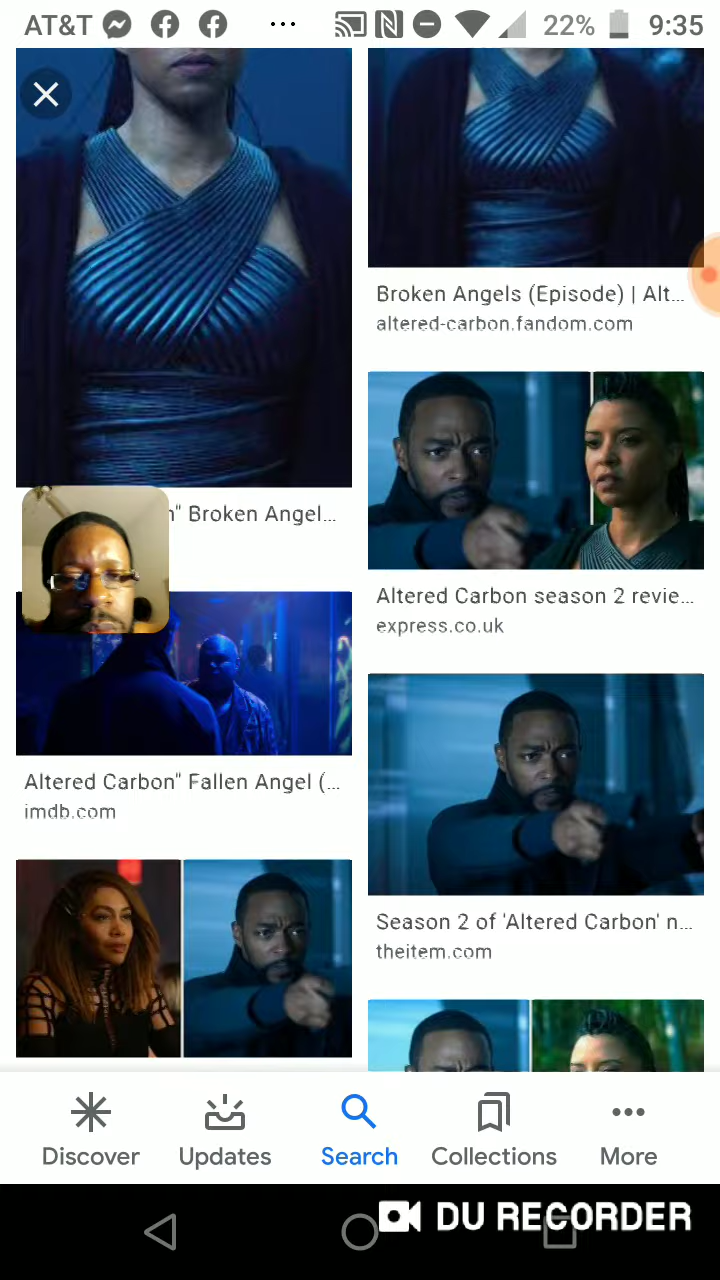 AT&T
22%
9:35
n" Broken Angel...
Broken Angels (Episode) | Alt...
altered-carbon.fandom.com
Altered Carbon season 2 revie...
express.co.uk
Altered Carbon" Fallen Angel (...
imdb.com
Season 2 of 'Altered Carbon' n...
theitem.com
Discover
Updates
Search
Collections
More
DU RECORDER